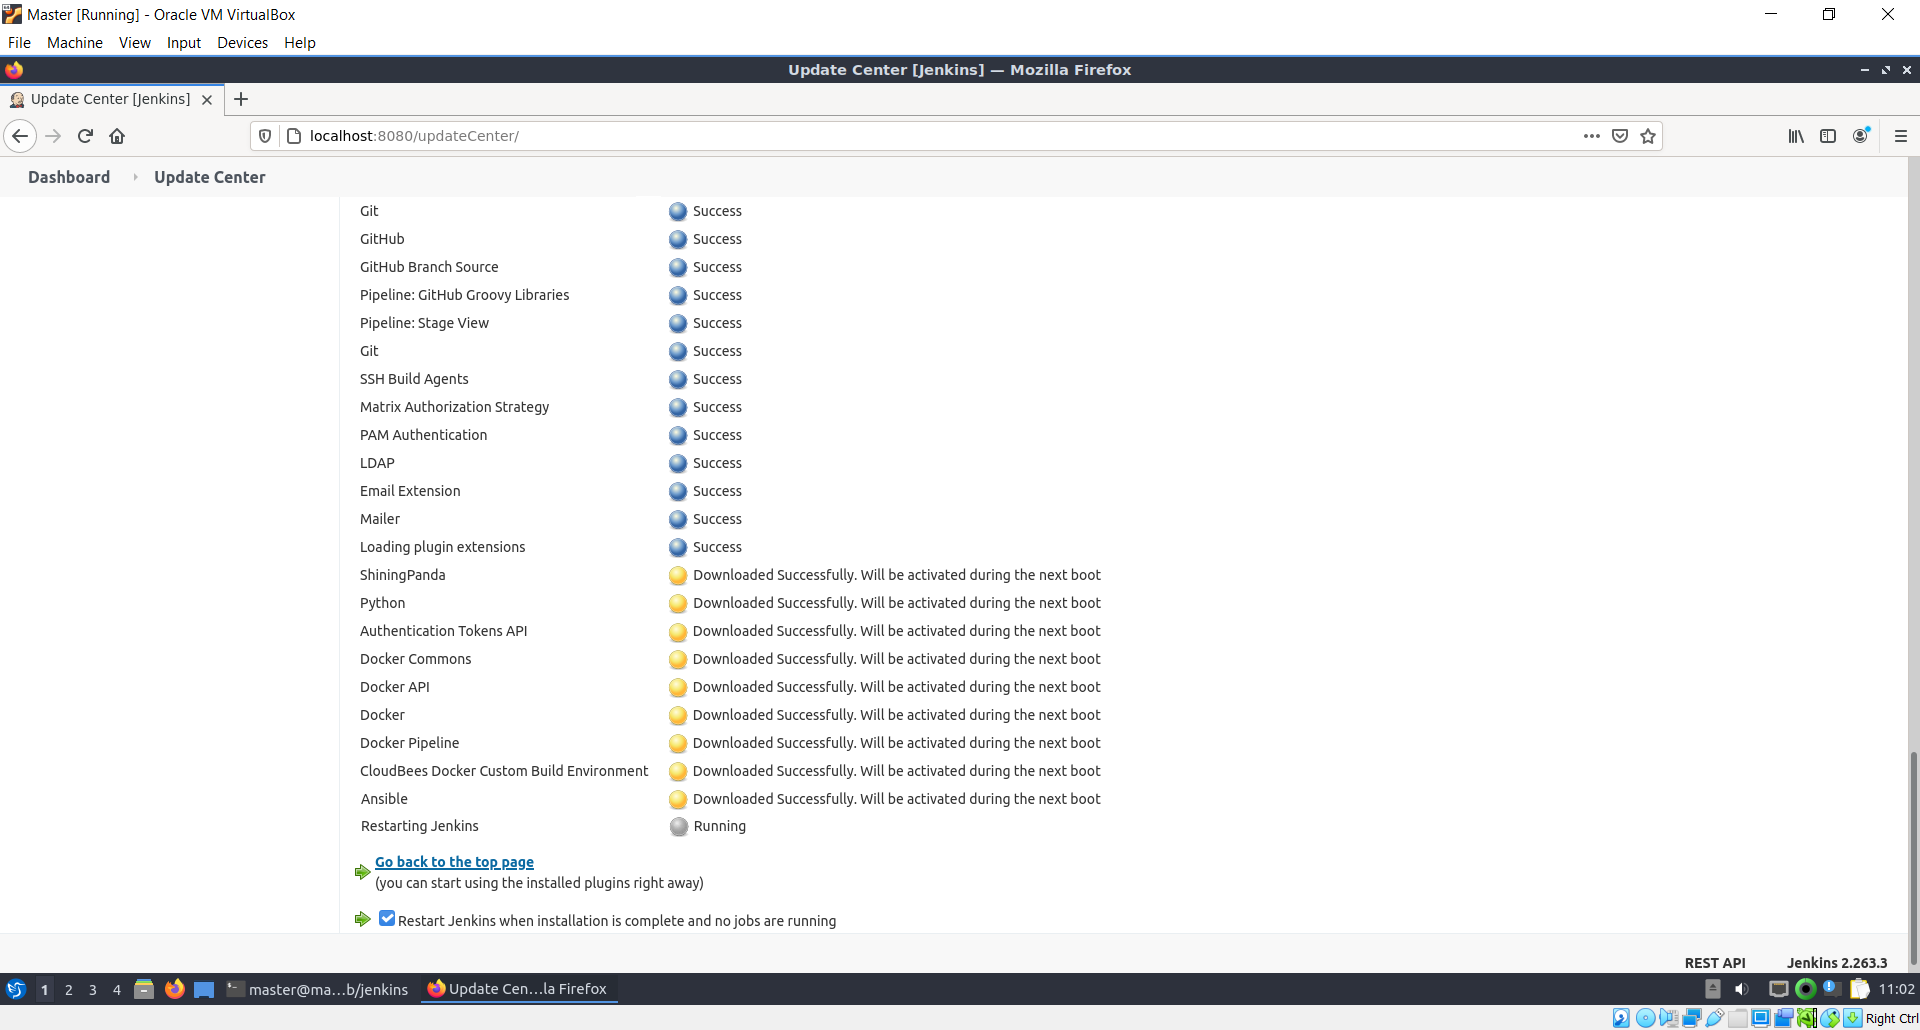 Master [Running] - Oracle VM VirtualBox
File Machine View Input Devices Help
Update Center [Jenkins] — Mozilla Firefox
Update Center [Jenkins]
localhost:8080/updateCenter/
Dashboard Update Center
Git Success
GitHub Success
GitHub Branch Source Success
Pipeline: GitHub Groovy Libraries Success
Pipeline: Stage View Success
Git Success
SSH Build Agents Success
Matrix Authorization Strategy Success
PAM Authentication Success
LDAP Success
Email Extension Success
Mailer Success
Loading plugin extensions Success
ShiningPanda Downloaded Successfully. Will be activated during the next boot
Python Downloaded Successfully. Will be activated during the next boot
Authentication Tokens API Downloaded Successfully. Will be activated during the next boot
Docker Commons Downloaded Successfully. Will be activated during the next boot
Docker API Downloaded Successfully. Will be activated during the next boot
Docker Downloaded Successfully. Will be activated during the next boot
Docker Pipeline Downloaded Successfully. Will be activated during the next boot
CloudBees Docker Custom Build Environment Downloaded Successfully. Will be activated during the next boot
Ansible Downloaded Successfully. Will be activated during the next boot
Restarting Jenkins Running
Go back to the top page
(you can start using the installed plugins right away)
Restart Jenkins when installation is complete and no jobs are running
REST API Jenkins 2.263.3
1 2 3 4 master@ma...b/jenkins Update Cen...la Firefox 11:02
Right Ctrl